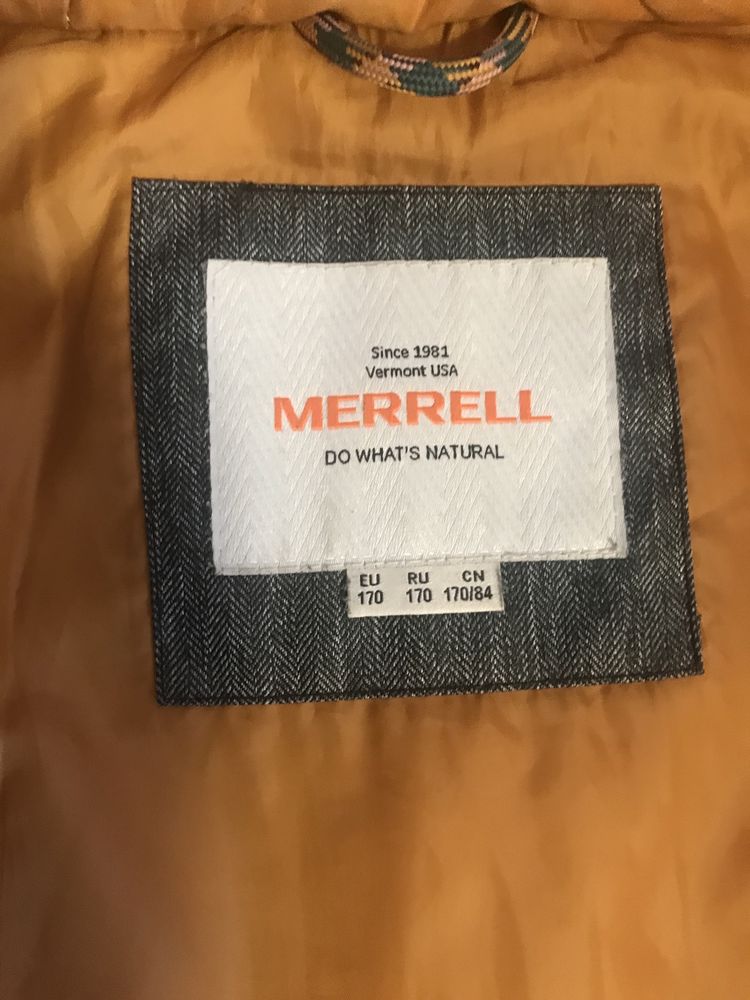 Since 1981
Vermont USA
MERRELL
DO WHAT'S NATURAL
EU RU CN
170 170 170/84